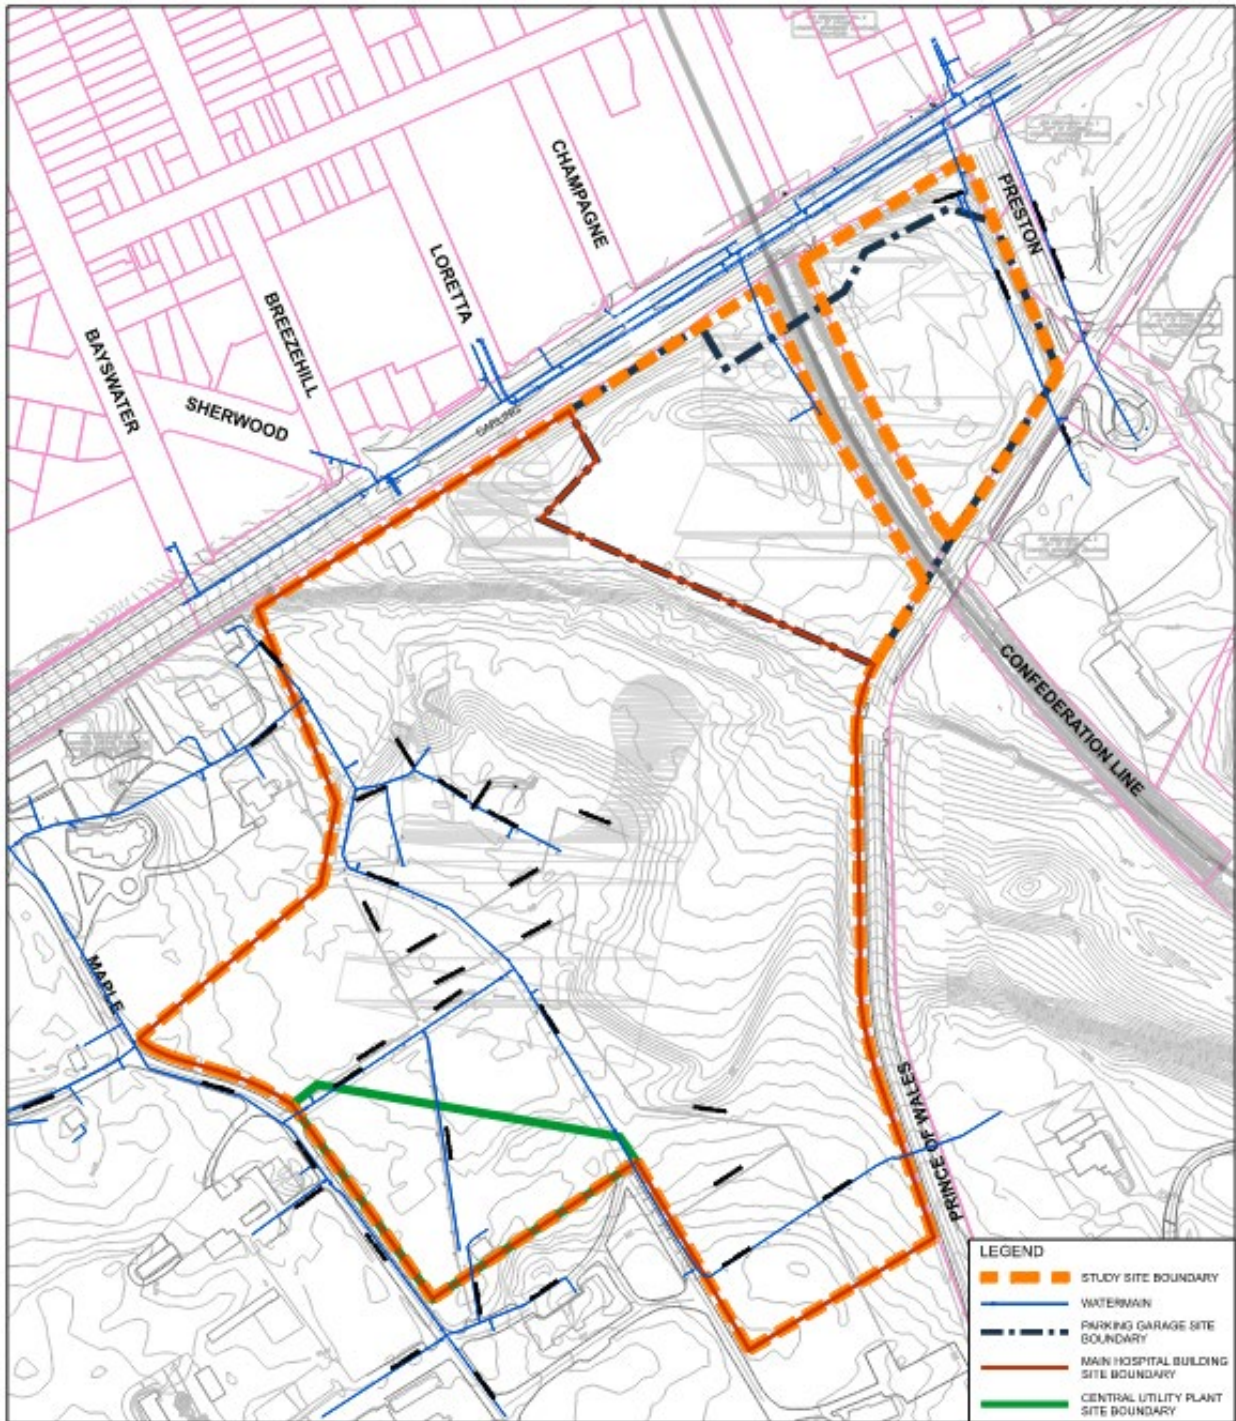 CHAMPAGNE
PRESTON
LORETTA
BREEZEHILL
BAYSWATER
SHERWOOD
CARLING
CONFEDERATION LINE
MAPLE
PRINCE OF WALES
LEGEND
STUDY SITE BOUNDARY
WATERMAIN
PARKING GARAGE SITE
BOUNDARY
MAIN HOSPITAL BUILDING
SITE BOUNDARY
CENTRAL UTILITY PLANT
SITE BOUNDARY